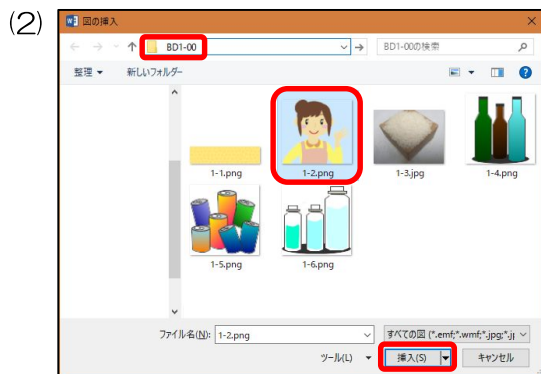 (2)
図の挿入
BD1-00
BD1-00の検索
整理 新しいフォルダー
1-1.png 1-2.png 1-3.jpg 1-4.png
1-5.png 1-6.png
ファイル名(N): 1-2.png すべての図 (*.emf;*.wmf;*.jpg;*.j
ツール(L) 挿入(S) キャンセル